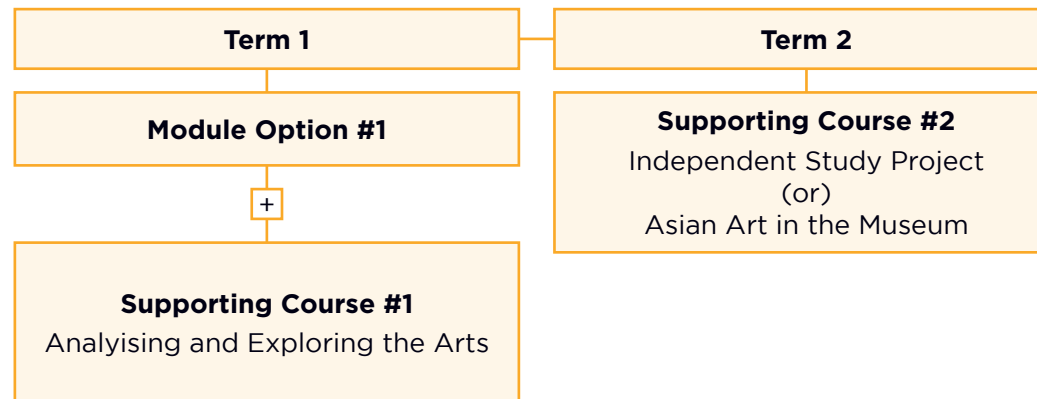 Term 1
Module Option #1
+
Supporting Course #1
Analyising and Exploring the Arts
Term 2
Supporting Course #2
Independent Study Project
(or)
Asian Art in the Museum